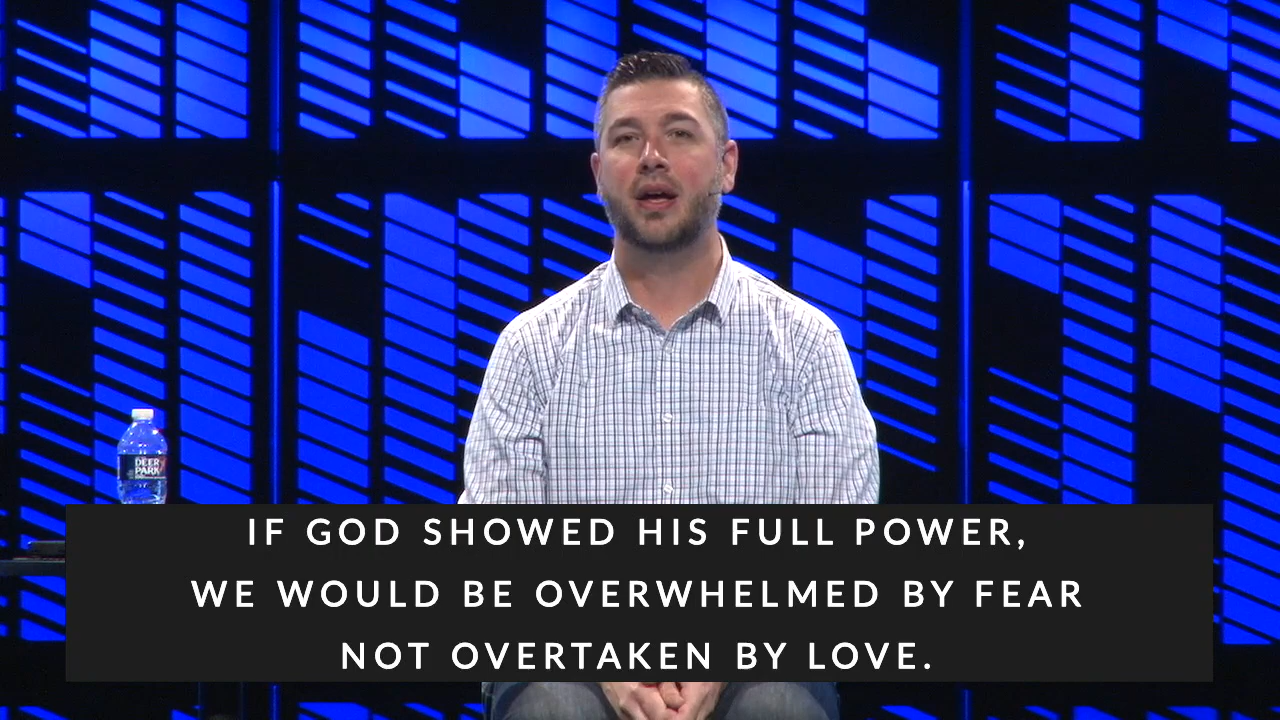 DEER
PARK
IF GOD SHOWED HIS FULL POWER,
WE WOULD BE OVERWHELMED BY FEAR
NOT OVERTAKEN BY LOVE.